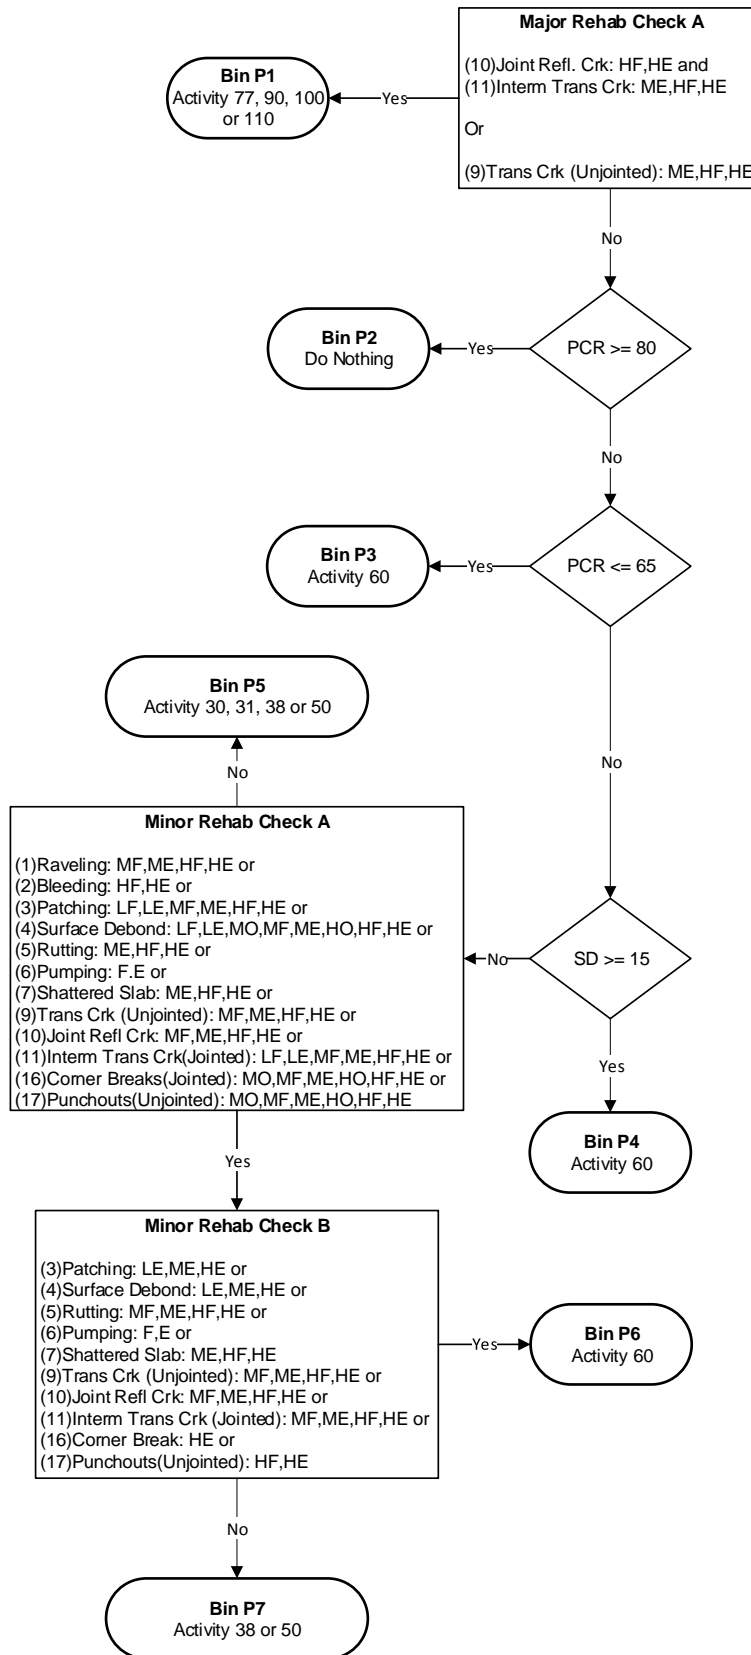 Major Rehab Check A
(10)Joint Refl. Crk: HF,HE and
(11)Interm Trans Crk: ME,HF,HE
Or
(9)Trans Crk (Unjointed): ME,HF,HE
Yes
Bin P1
Activity 77, 90, 100
or 110
No
PCR >= 80
Yes
Bin P2
Do Nothing
No
PCR <= 65
Yes
Bin P3
Activity 60
No
SD >= 15
Yes
Bin P4
Activity 60
No
Minor Rehab Check A
(1)Raveling: MF,ME,HF,HE or
(2)Bleeding: HF,HE or
(3)Patching: LF,LE,MF,ME,HF,HE or
(4)Surface Debond: LF,LE,MO,MF,ME,HO,HF,HE or
(5)Rutting: ME,HF,HE or
(6)Pumping: F.E or
(7)Shattered Slab: ME,HF,HE or
(9)Trans Crk (Unjointed): MF,ME,HF,HE or
(10)Joint Refl Crk: MF,ME,HF,HE or
(11)Interm Trans Crk(Jointed): LF,LE,MF,ME,HF,HE or
(16)Corner Breaks(Jointed): MO,MF,ME,HO,HF,HE or
(17)Punchouts(Unjointed): MO,MF,ME,HO,HF,HE
No
Bin P5
Activity 30, 31, 38 or 50
Yes
Minor Rehab Check B
(3)Patching: LE,ME,HE or
(4)Surface Debond: LE,ME,HE or
(5)Rutting: MF,ME,HF,HE or
(6)Pumping: F,E or
(7)Shattered Slab: ME,HF,HE
(9)Trans Crk (Unjointed): MF,ME,HF,HE or
(10)Joint Refl Crk: MF,ME,HF,HE or
(11)Interm Trans Crk (Jointed): MF,ME,HF,HE or
(16)Corner Break: HE or
(17)Punchouts(Unjointed): HF,HE
Yes
Bin P6
Activity 60
No
Bin P7
Activity 38 or 50